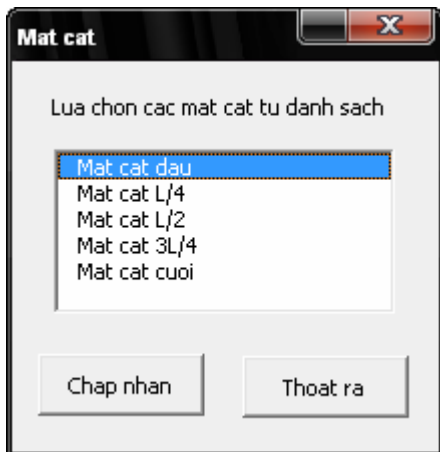 Mat cat
Lua chon cac mat cat tu danh sach
Mat cat dau
Mat cat L/4
Mat cat L/2
Mat cat 3L/4
Mat cat cuoi
Chap nhan
Thoat ra